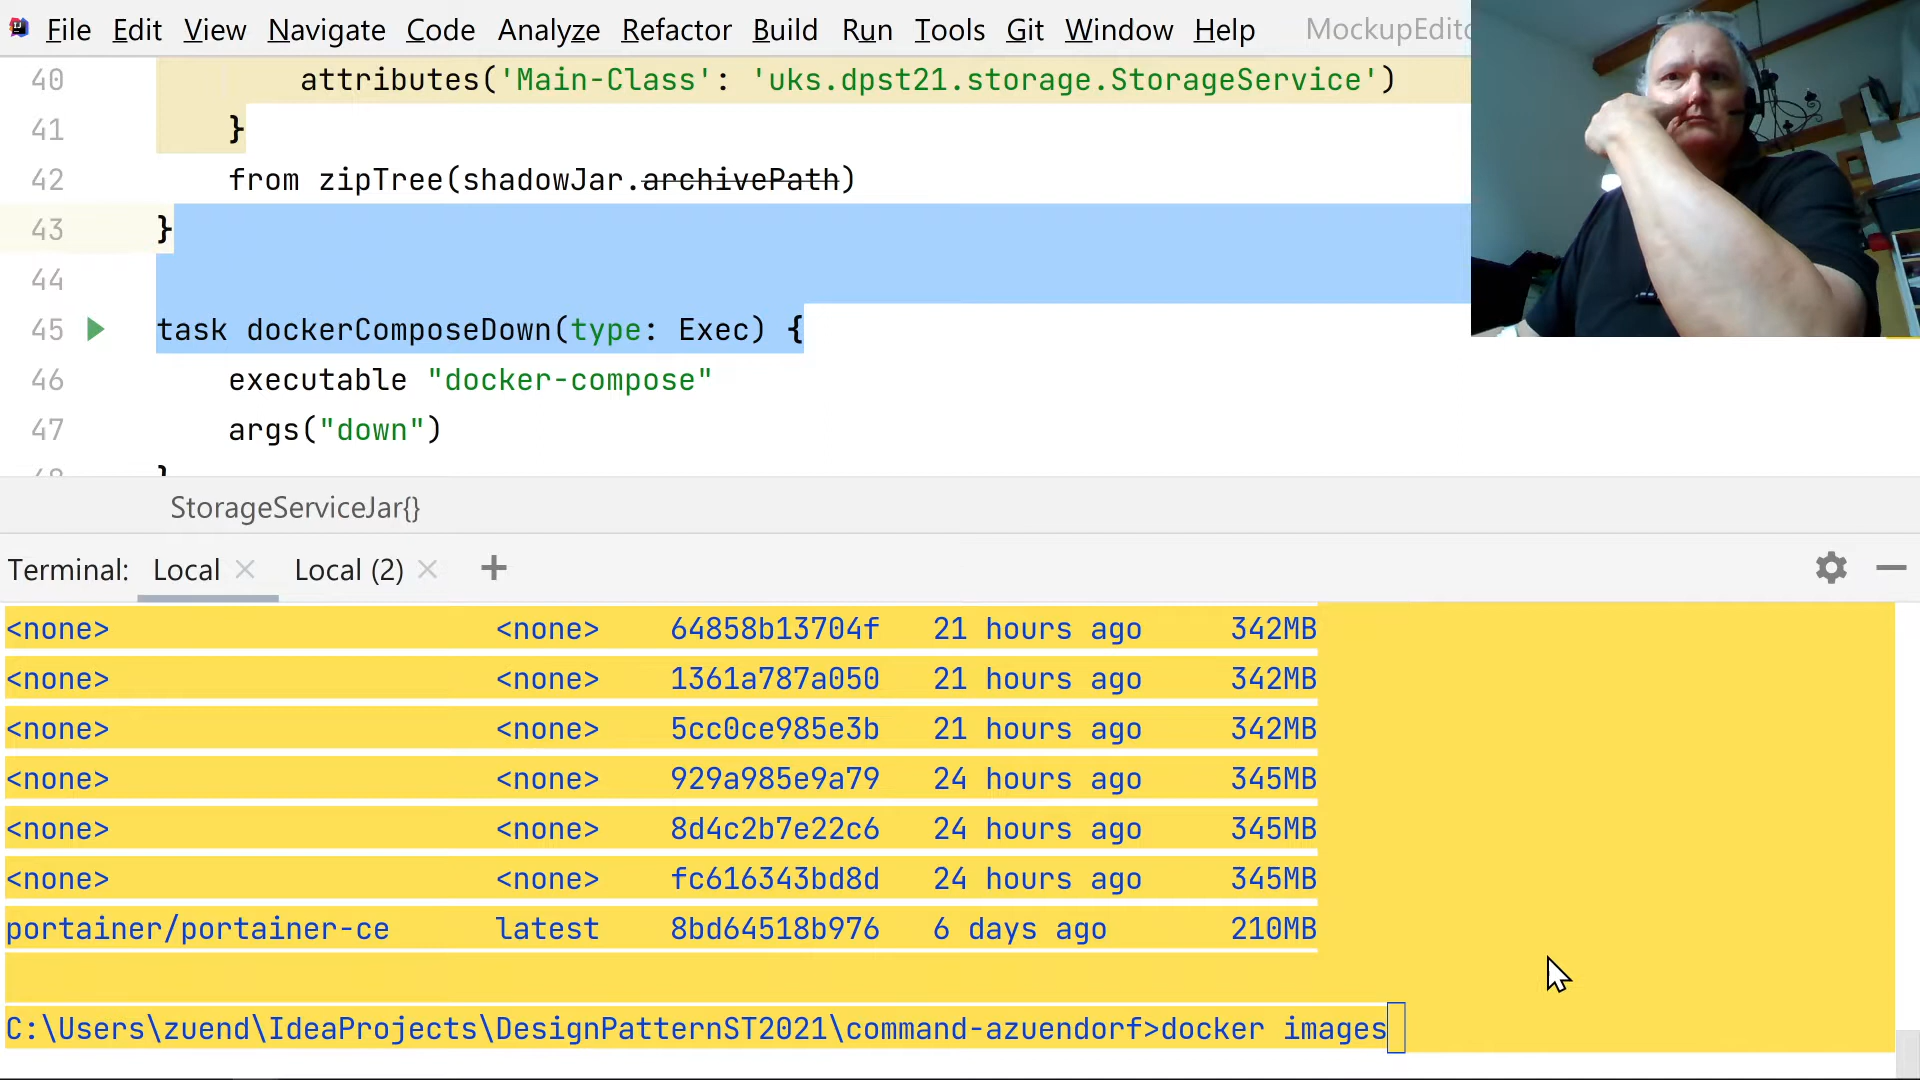 File Edit View Navigate Code Analyze Refactor Build Run Tools Git Window Help MockupEdito
40 attributes('Main-Class': 'uks.dpst21.storage.StorageService')
41 }
42 from zipTree(shadowJar.archivePath)
43 }
44
45 task dockerComposeDown(type: Exec) {
46 executable "docker-compose"
47 args("down")
48 }
StorageServiceJar{}
Terminal: Local Local (2)
<none> <none> 64858b13704f 21 hours ago 342MB
<none> <none> 1361a787a050 21 hours ago 342MB
<none> <none> 5cc0ce985e3b 21 hours ago 342MB
<none> <none> 929a985e9a79 24 hours ago 345MB
<none> <none> 8d4c2b7e22c6 24 hours ago 345MB
<none> <none> fc616343bd8d 24 hours ago 345MB
portainer/portainer-ce latest 8bd64518b976 6 days ago 210MB
C:\Users\zuend\IdeaProjects\DesignPatternST2021\command-azuendorf>docker images